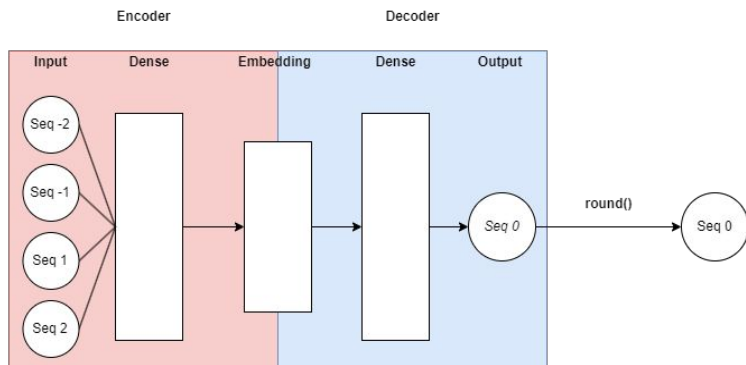 Encoder
Decoder
Input
Dense
Embedding
Dense
Output
Seq -2
Seq -1
Seq 1
Seq 2
Seq 0
round()
Seq 0